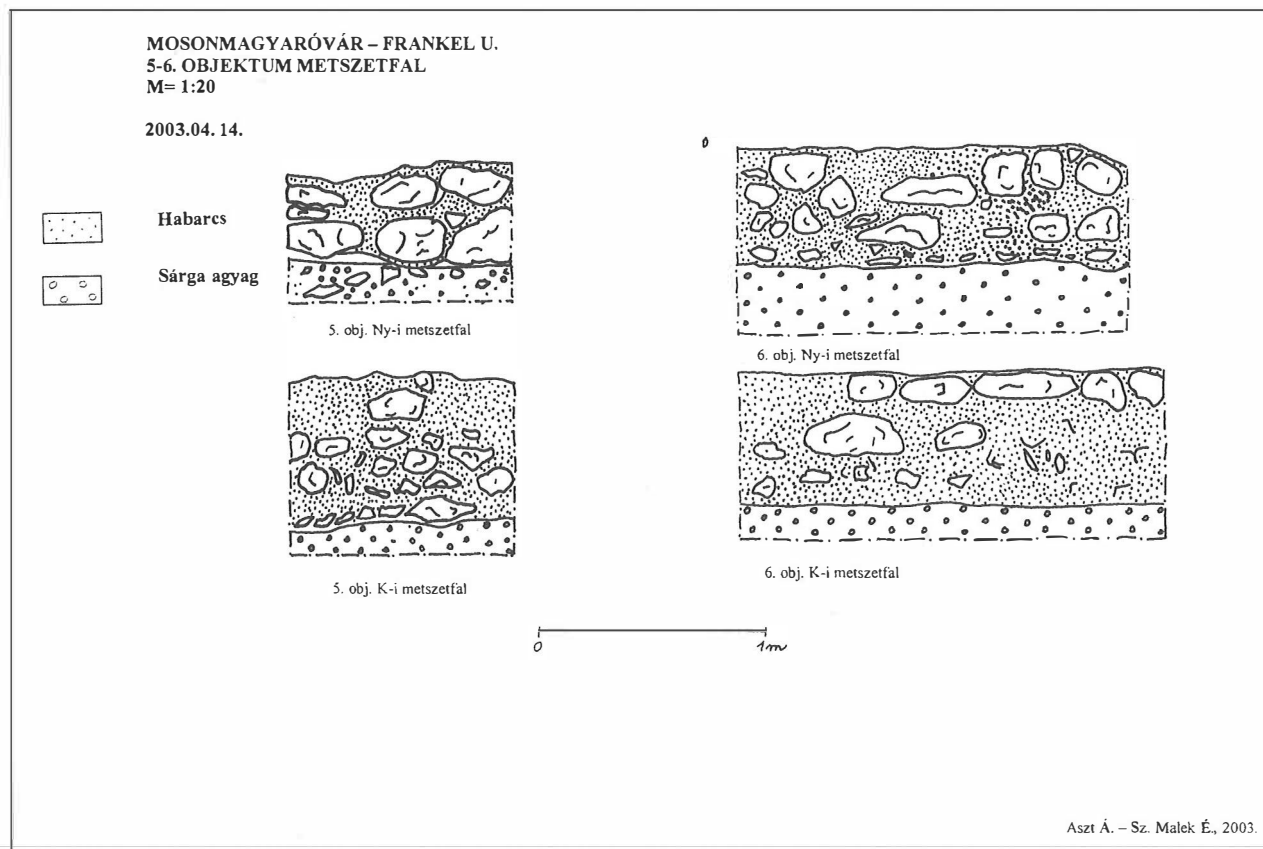 MOSONMAGYARÓVÁR – FRANKEL U.
5-6. OBJEKTUM METSZETFAL
M= 1:20
2003.04. 14.
Habarcs
Sárga agyag
5. obj. Ny-i metszetfal
6. obj. Ny-i metszetfal
5. obj. K-i metszetfal
6. obj. K-i metszetfal
0 1m
Aszt Á. – Sz. Malek É., 2003.